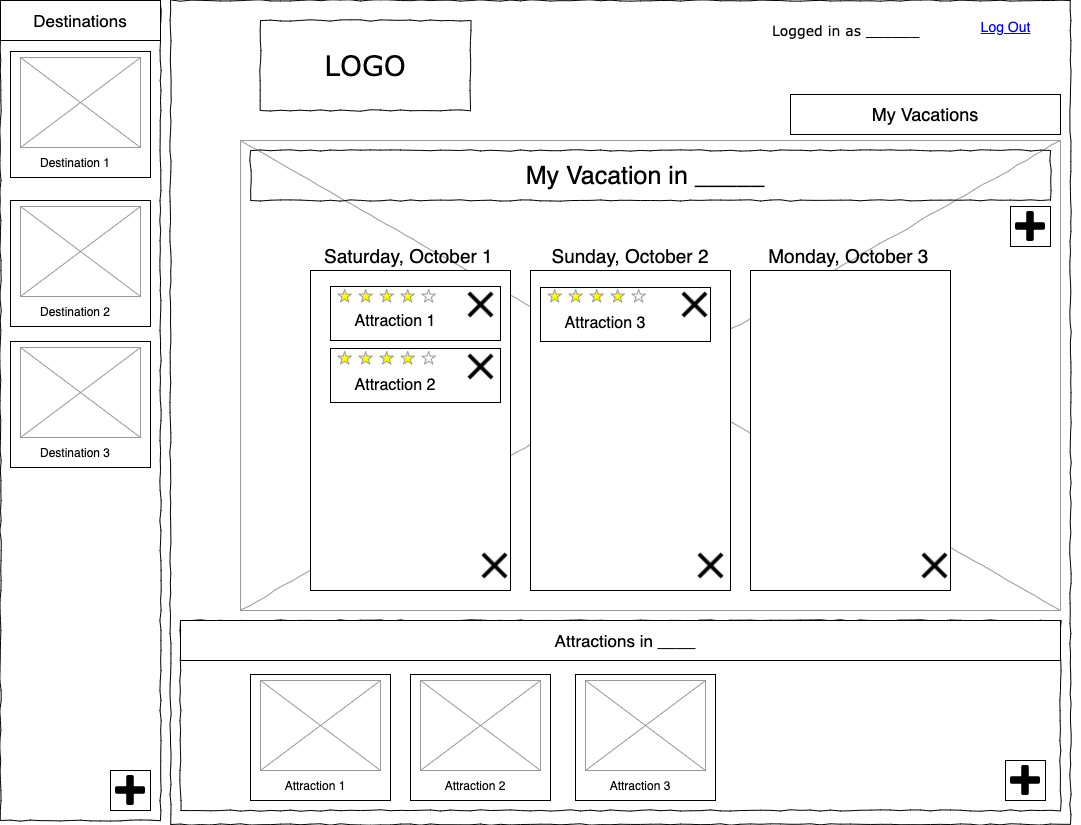 Destinations
Destination 1
Destination 2
Destination 3
LOGO
Logged in as ______
Log Out
My Vacations
My Vacation in _____
Saturday, October 1
Attraction 1
Attraction 2
Sunday, October 2
Attraction 3
Monday, October 3
Attractions in ____
Attraction 1
Attraction 2
Attraction 3